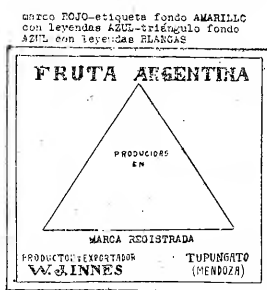 marco ROJO-etiqueta fondo AMARILLO
con leyendas AZUL-triángulo fondo
AZUL con leyendas BLANCAS
FRUTA ARGENTINA
PRODUCIDAS
EN
MARCA REGISTRADA
PRODUCTOR Y EXPORTADOR
W.J. INNES
TUPUNGATO
(MENDOZA)